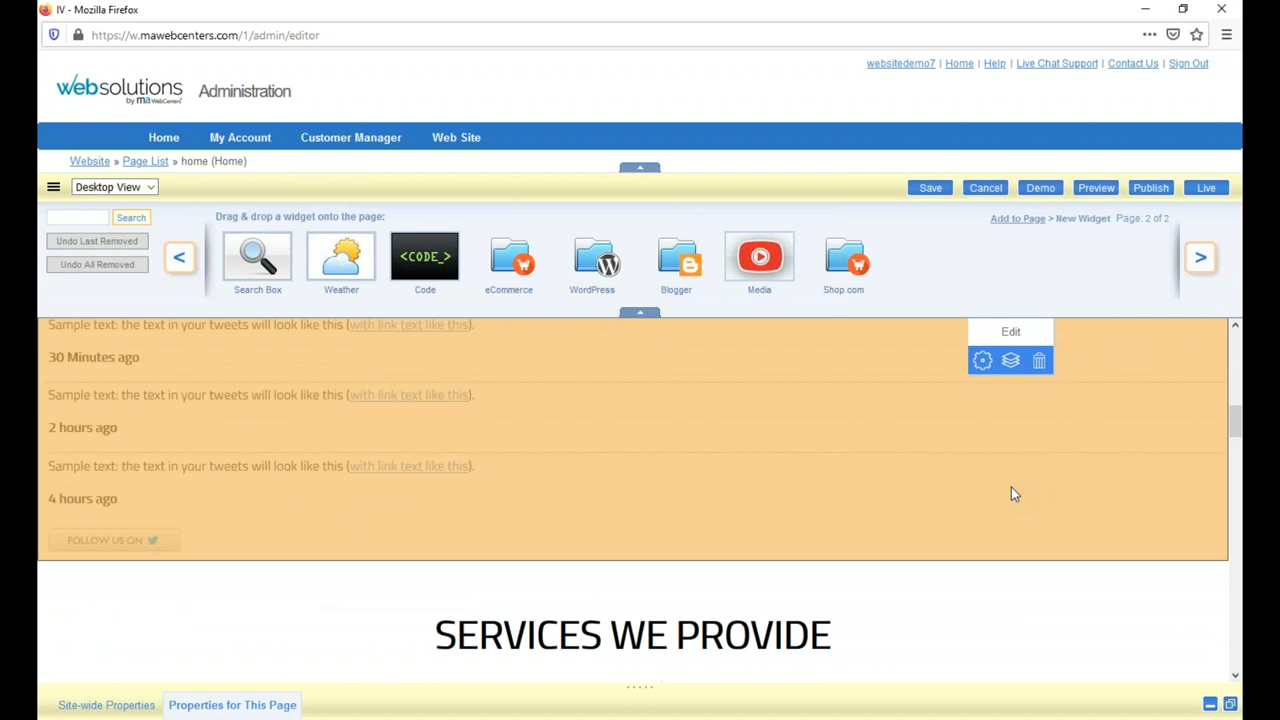 IV - Mozilla Firefox
https://w.mawebcenters.com/1/admin/editor
websitedemo7 | Home | Help | Live Chat Support | Contact Us | Sign Out
websolutions
by ma WebCenters
Administration
Home My Account Customer Manager Web Site
Website » Page List » home (Home)
Desktop View
Save Cancel Demo Preview Publish Live
Search
Drag & drop a widget onto the page:
Add to Page > New Widget Page: 2 of 2
Undo Last Removed
Undo All Removed
< >
<CODE_>
Search Box Weather Code eCommerce WordPress Blogger Media Shop.com
Sample text: the text in your tweets will look like this (with link text like this).
Edit
30 Minutes ago
Sample text: the text in your tweets will look like this (with link text like this).
2 hours ago
Sample text: the text in your tweets will look like this (with link text like this).
4 hours ago
FOLLOW US ON
SERVICES WE PROVIDE
Site-wide Properties Properties for This Page